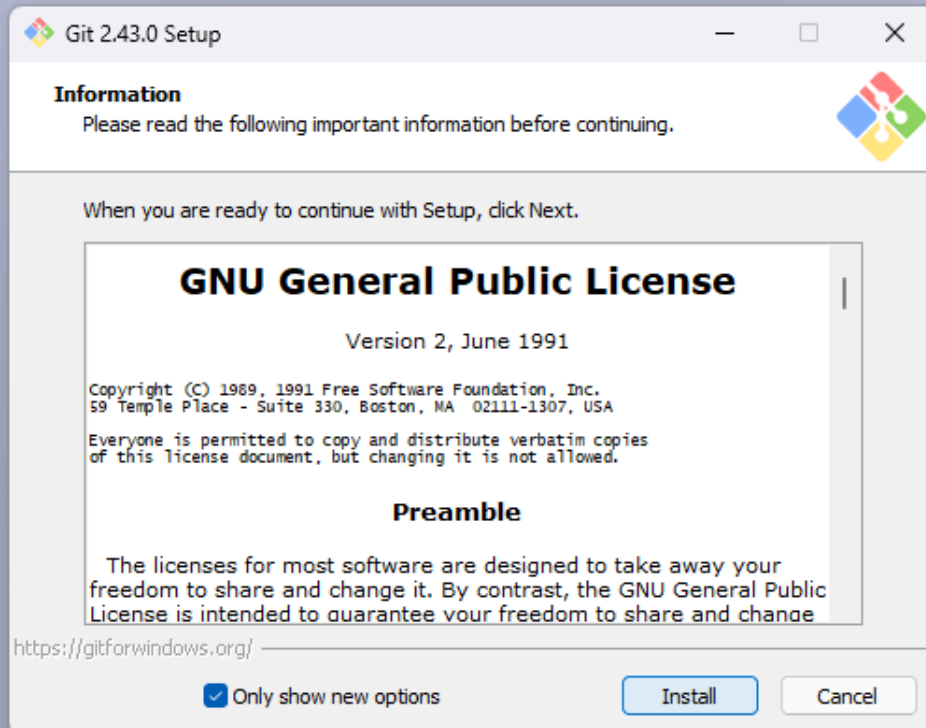 Git 2.43.0 Setup
Information
Please read the following important information before continuing.
When you are ready to continue with Setup, click Next.
GNU General Public License
Version 2, June 1991
Copyright (C) 1989, 1991 Free Software Foundation, Inc.
59 Temple Place - Suite 330, Boston, MA  02111-1307, USA
Everyone is permitted to copy and distribute verbatim copies
of this license document, but changing it is not allowed.
Preamble
The licenses for most software are designed to take away your
freedom to share and change it. By contrast, the GNU General Public
License is intended to guarantee your freedom to share and change
https://gitforwindows.org/
Only show new options
Install
Cancel